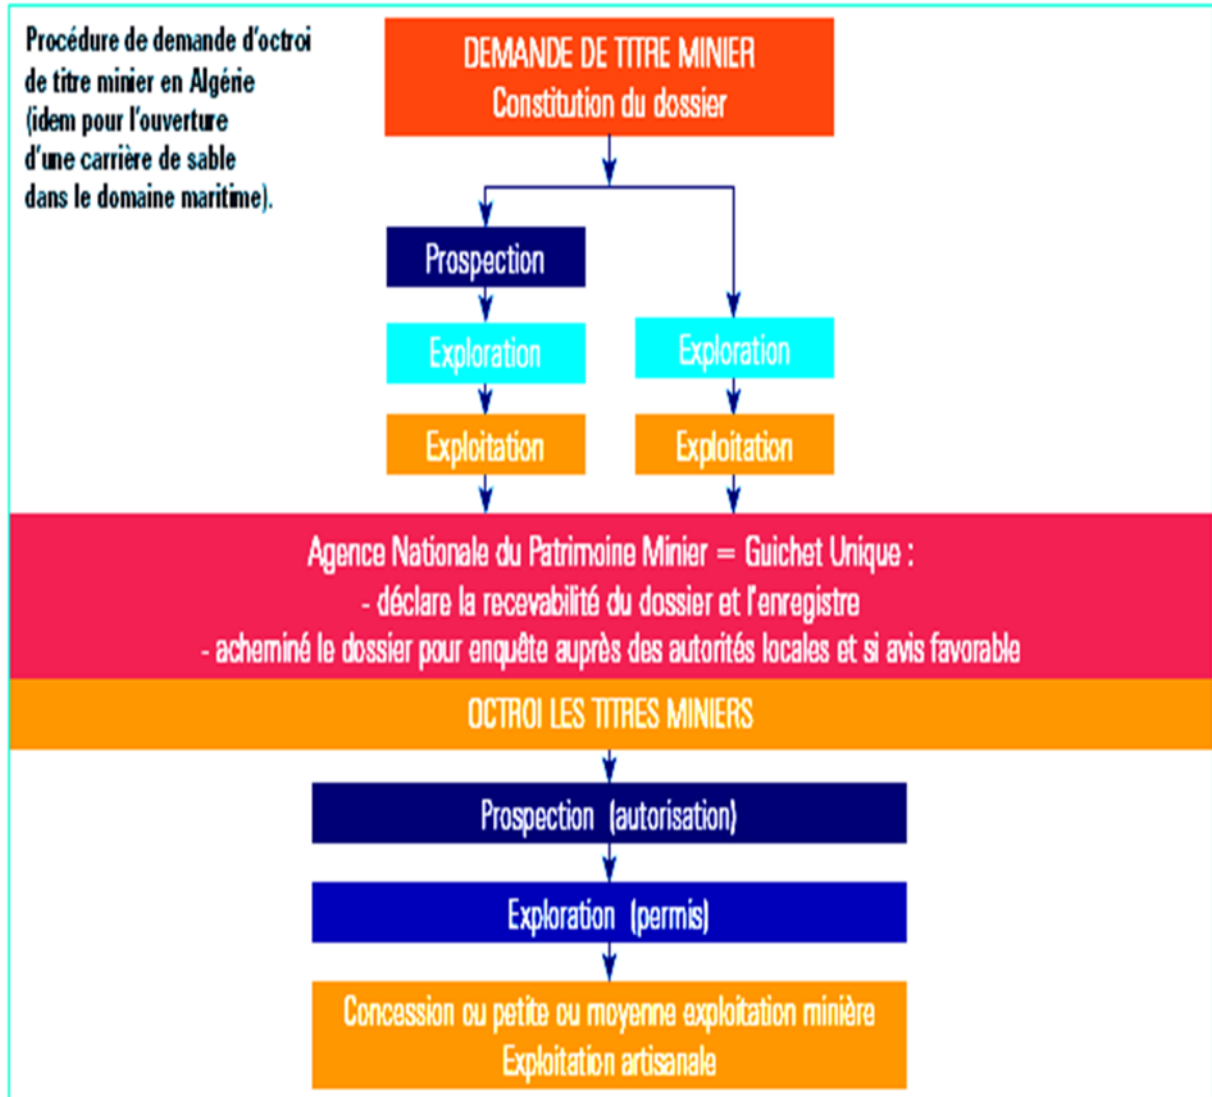 Procédure de demande d'octroi
de titre minier en Algérie
(idem pour l'ouverture
d'une carrière de sable
dans le domaine maritime).
DEMANDE DE TITRE MINIER
Constitution du dossier
Prospection
Exploration
Exploration
Exploitation
Exploitation
Agence Nationale du Patrimoine Minier = Guichet Unique :
- déclare la recevabilité du dossier et l'enregistre
- acheminé le dossier pour enquête auprès des autorités locales et si avis favorable
OCTROI LES TITRES MINIERS
Prospection (autorisation)
Exploration (permis)
Concession ou petite ou moyenne exploitation minière
Exploitation artisanale